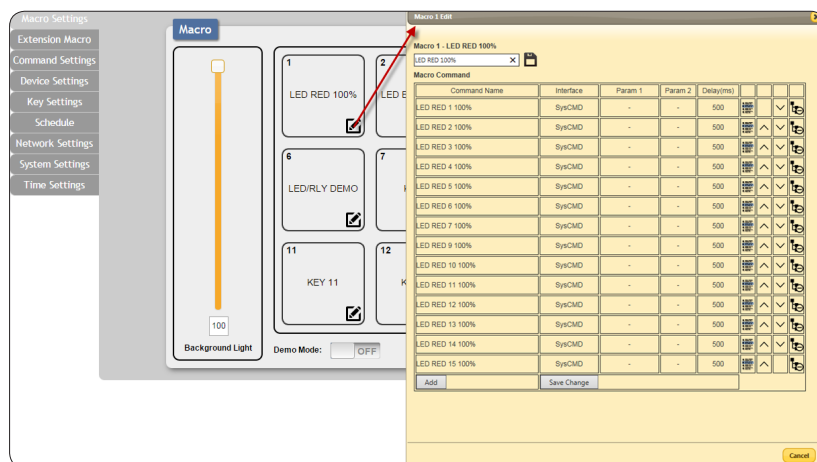 Macro Settings
Extension Macro
Command Settings
Device Settings
Key Settings
Schedule
Network Settings
System Settings
Time Settings
Macro
100
Background Light
1
LED RED 100%
2
LED
6
LED/RLY DEMO
7
11
KEY 11
12
K
Demo Mode: OFF
Macro 1 Edit
Macro 1 - LED RED 100%
LED RED 100% X
Macro Command
Command Name Interface Param 1 Param 2 Delay(ms)
LED RED 1 100% SysCMD - - 500
LED RED 2 100% SysCMD - - 500
LED RED 3 100% SysCMD - - 500
LED RED 4 100% SysCMD - - 500
LED RED 5 100% SysCMD - - 500
LED RED 6 100% SysCMD - - 500
LED RED 7 100% SysCMD - - 500
LED RED 9 100% SysCMD - - 500
LED RED 10 100% SysCMD - - 500
LED RED 11 100% SysCMD - - 500
LED RED 12 100% SysCMD - - 500
LED RED 13 100% SysCMD - - 500
LED RED 14 100% SysCMD - - 500
LED RED 15 100% SysCMD - - 500
Add Save Change
Cancel